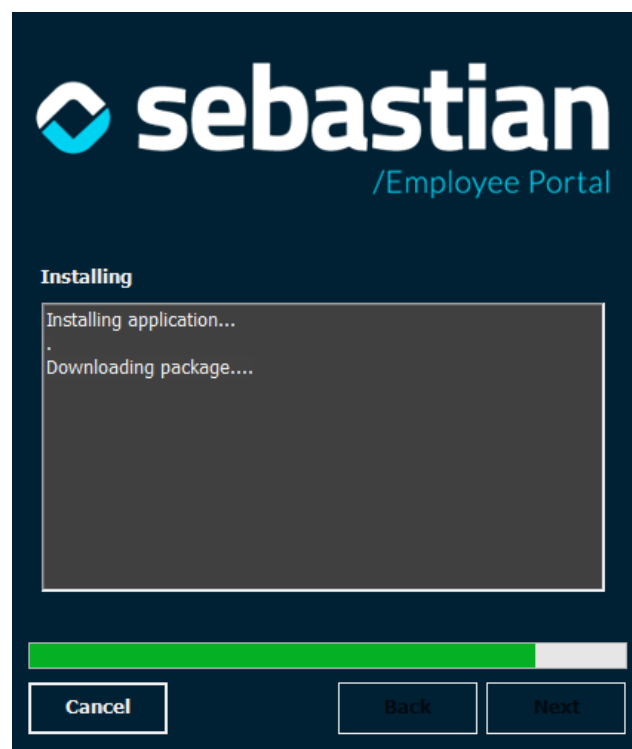 sebastian
/Employee Portal
Installing
Installing application...
.
Downloading package....
Cancel
Back
Next